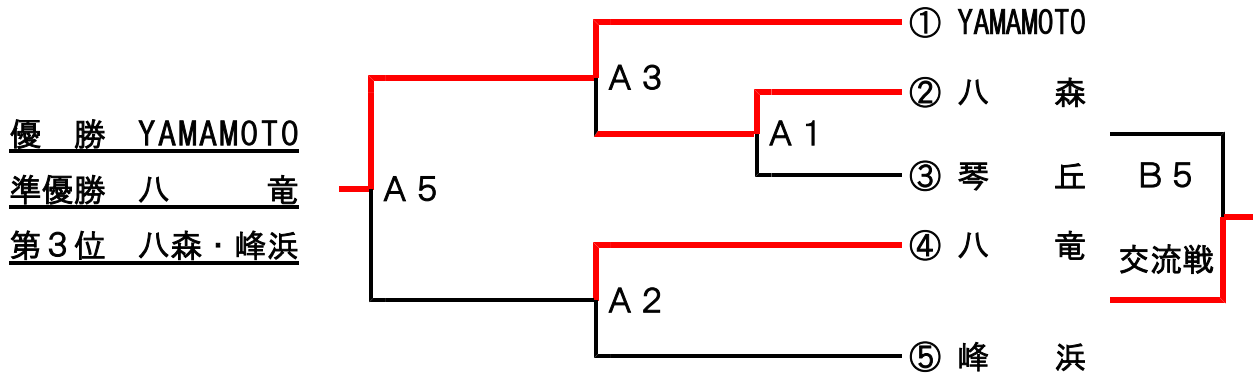 ① YAMAMOTO
A3
② 八 森
優 勝 YAMAMOTO
A1
準優勝 八 竜
A5
③ 琴 丘
B5
第3位 八森・峰浜
④ 八 竜
交流戦
A2
⑤ 峰 浜